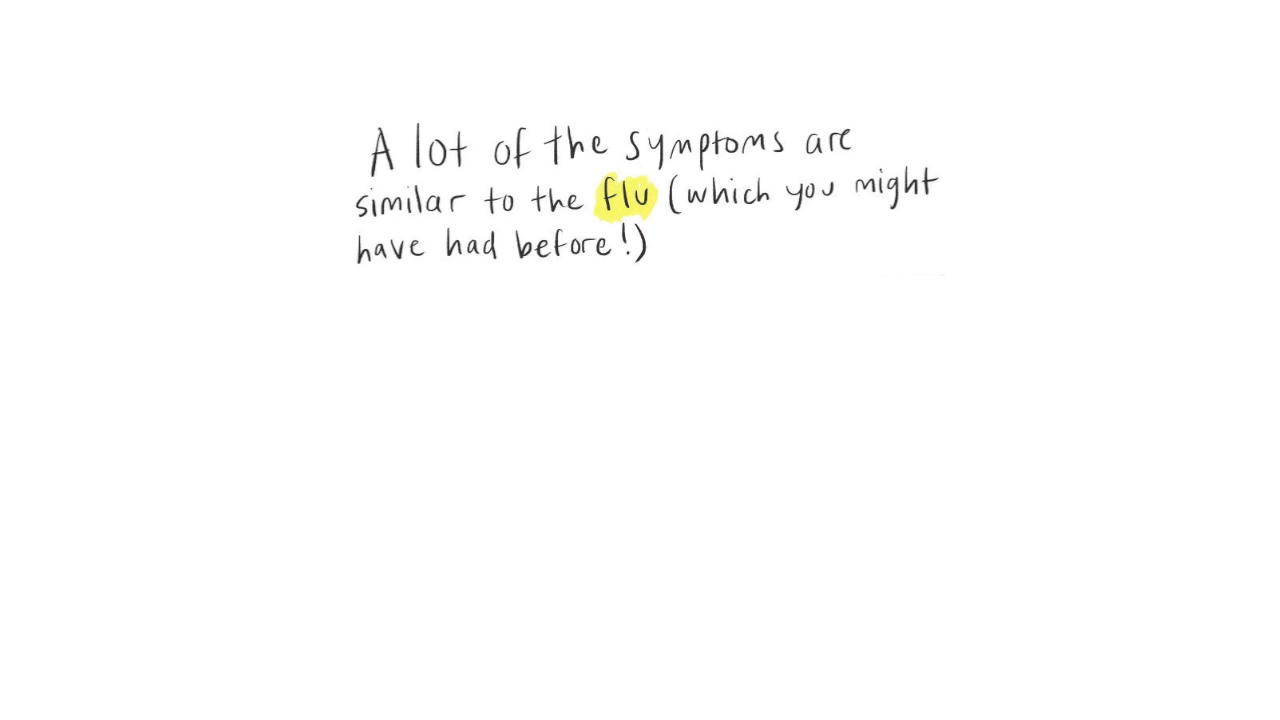 A lot of the symptoms are
similar to the flu (which you might
have had before!)